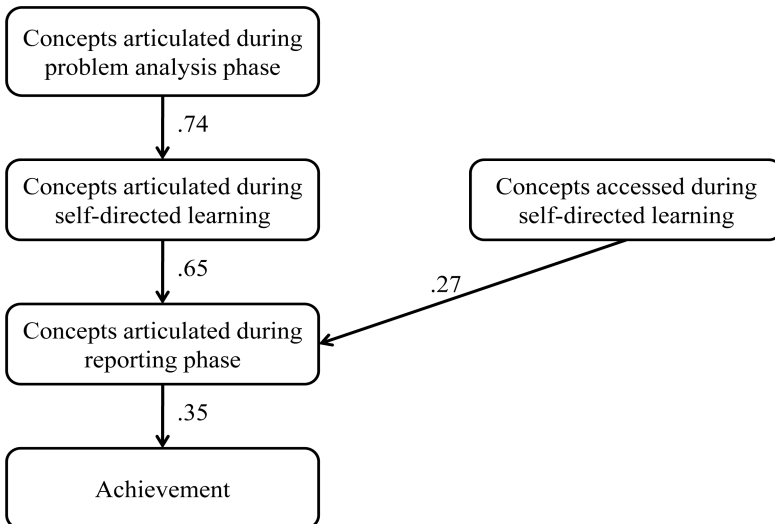 Concepts articulated during
problem analysis phase
.74
Concepts articulated during
self-directed learning
Concepts accessed during
self-directed learning
.65
.27
Concepts articulated during
reporting phase
.35
Achievement